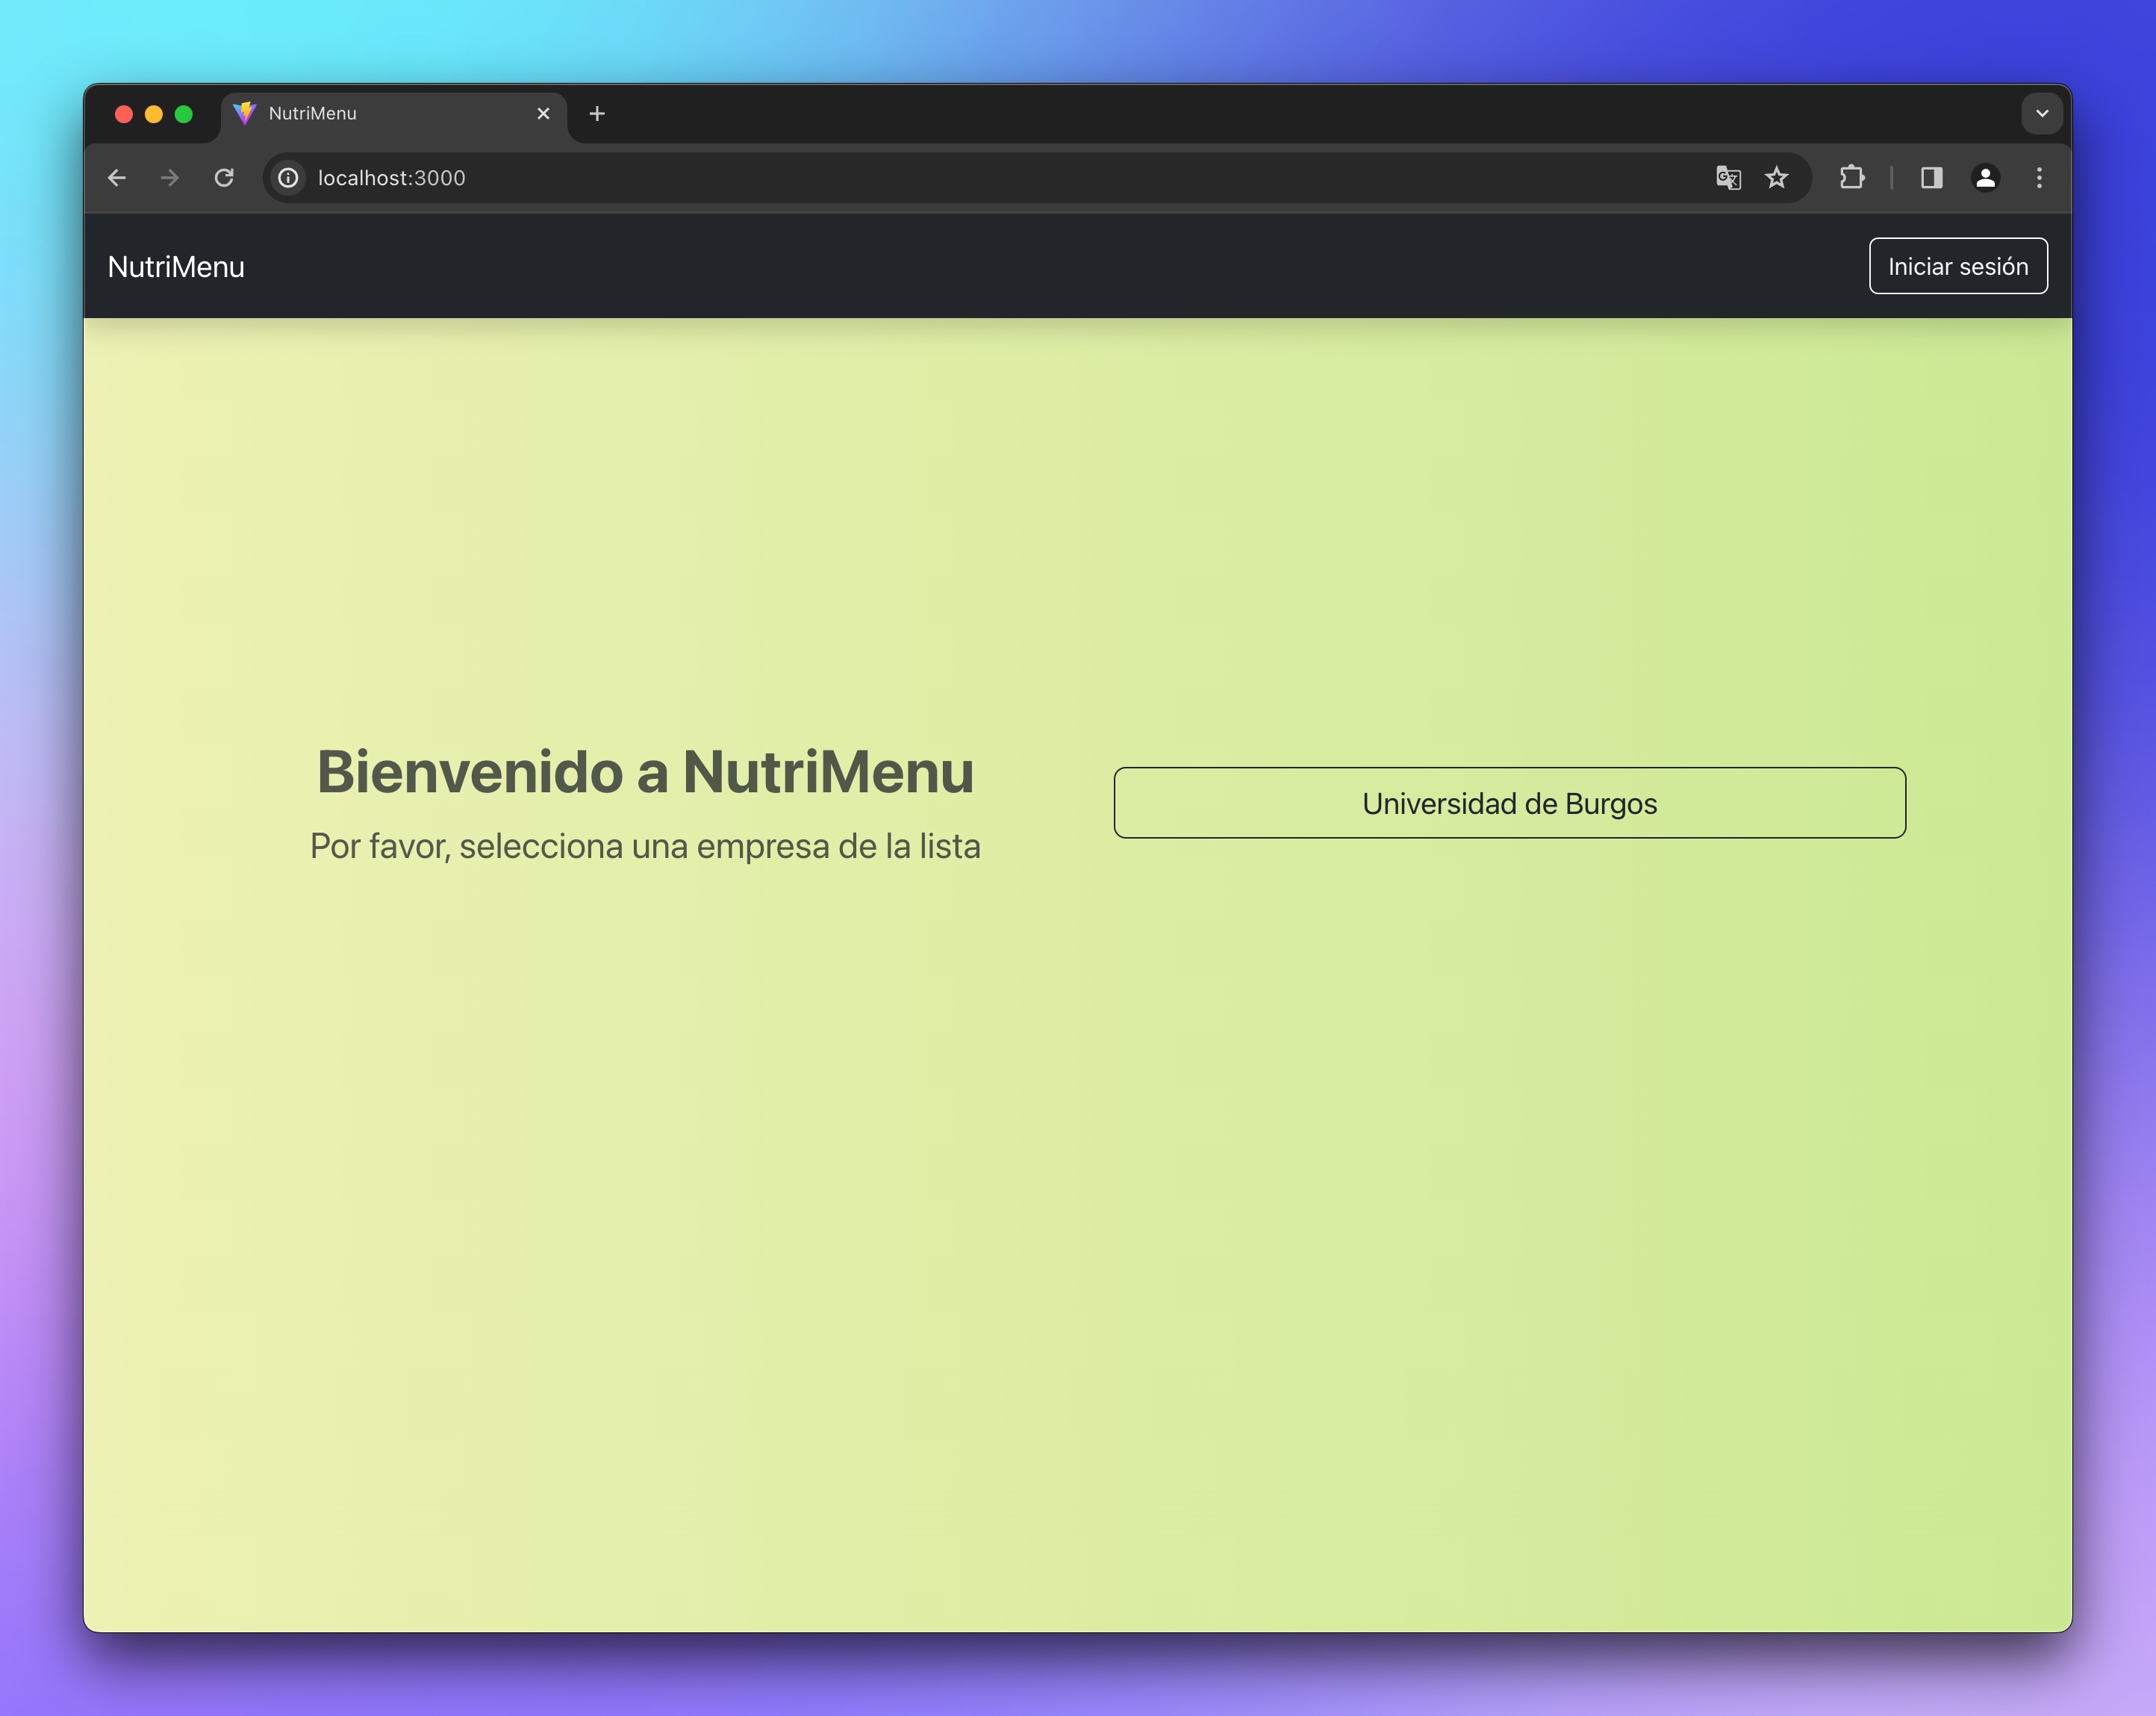 NutriMenu
localhost:3000
NutriMenu
Iniciar sesión
Bienvenido a NutriMenu
Por favor, selecciona una empresa de la lista
Universidad de Burgos